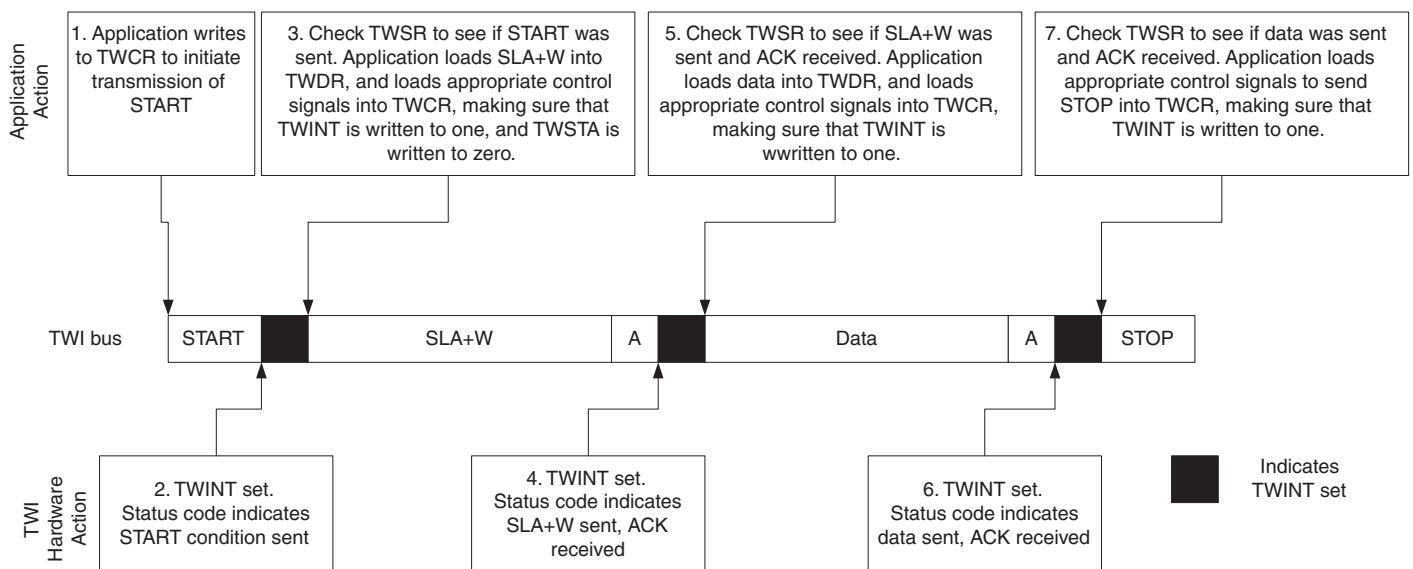 Application
Action
1. Application writes
to TWCR to initiate
transmission of
START
3. Check TWSR to see if START was
sent. Application loads SLA+W into
TWDR, and loads appropriate control
signals into TWCR, making sure that
TWINT is written to one, and TWSTA is
written to zero.
5. Check TWSR to see if SLA+W was
sent and ACK received. Application
loads data into TWDR, and loads
appropriate control signals into TWCR,
making sure that TWINT is
wwritten to one.
7. Check TWSR to see if data was sent
and ACK received. Application loads
appropriate control signals to send
STOP into TWCR, making sure that
TWINT is written to one.
TWI bus
START
SLA+W
A
Data
A
STOP
TWI
Hardware
Action
2. TWINT set.
Status code indicates
START condition sent
4. TWINT set.
Status code indicates
SLA+W sent, ACK
received
6. TWINT set.
Status code indicates
data sent, ACK received
Indicates
TWINT set